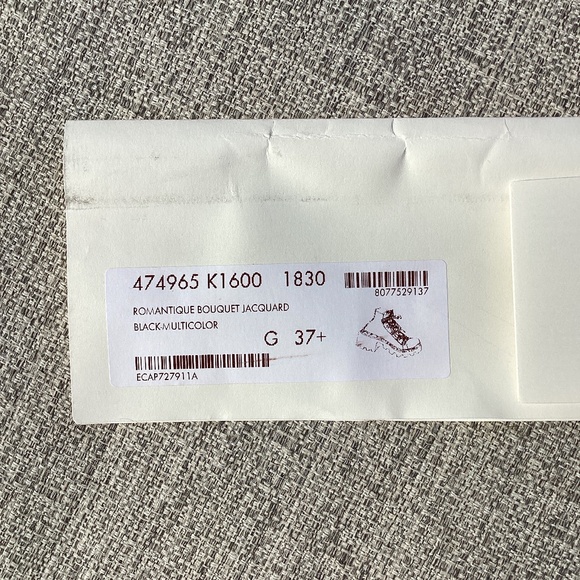 474965 K1600 1830
8077529137
ROMANTIQUE BOUQUET JACQUARD
BLACK-MULTICOLOR
G 37+
ECAP727911A